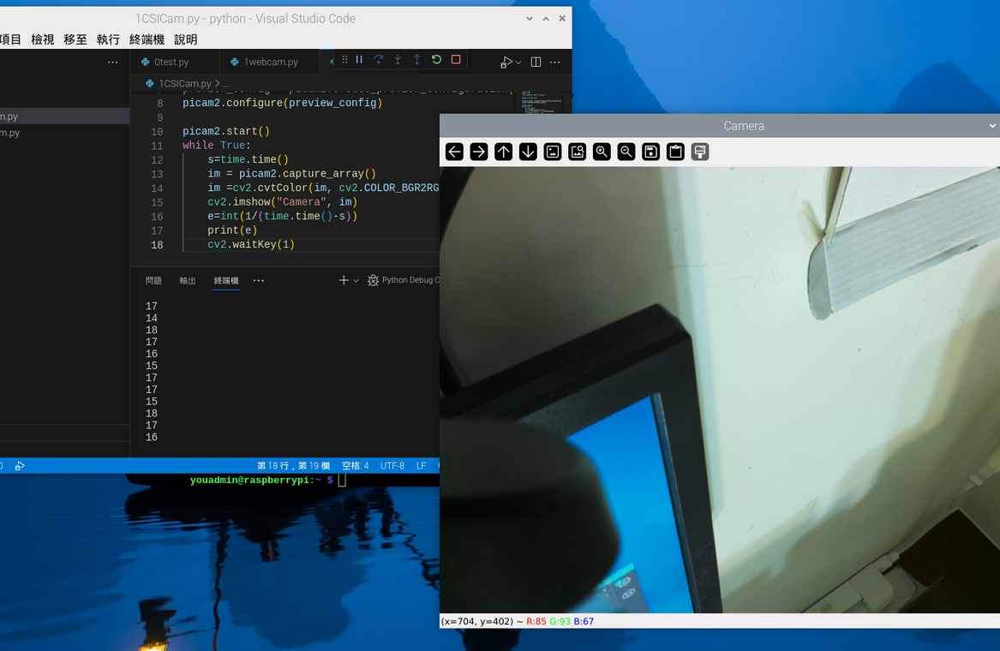 1CSICam.py - python - Visual Studio Code
項目 檢視 移至 執行 終端機 說明
0test.py
1webcam.py
m.py
m.py
1CSICam.py > ...
8 picam2.configure(preview_config)
9
10 picam2.start()
11 while True:
12 s=time.time()
13 im = picam2.capture_array()
14 im =cv2.cvtColor(im, cv2.COLOR_BGR2RG
15 cv2.imshow("Camera", im)
16 e=int(1/(time.time()-s))
17 print(e)
18 cv2.waitKey(1)
問題 輸出 終端機 ...
Python Debug C
17
14
18
17
16
15
17
17
15
18
17
16
第 18 行，第 19 欄 空格: 4 UTF-8 LF
youadmin@raspberrypi:~ $
Camera
(x=704, y=402) ~ R:85 G:93 B:67